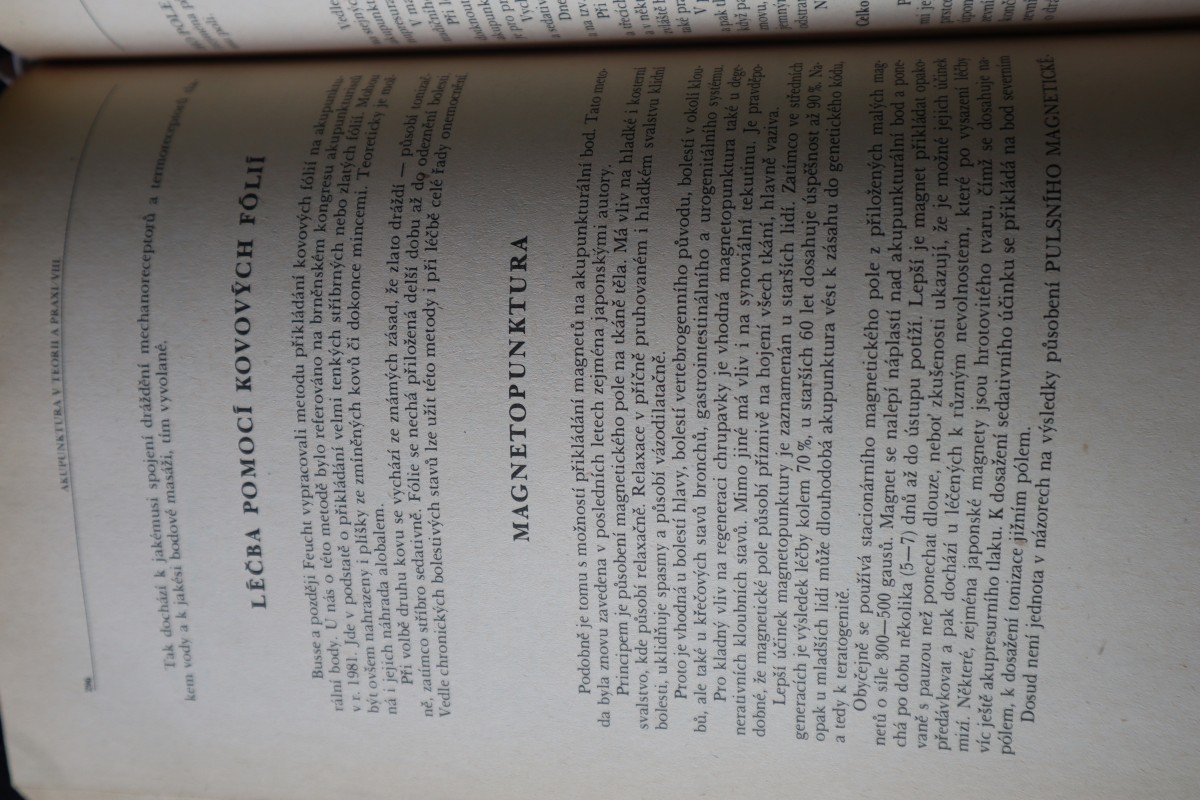 AKUPUNKTURA V TEORII A PRAXI VIII
Tak dochází k jakémusi spojení dráždění mechanoreceptorů a termoreceptorů
kem vody a k jakési bodové masáži, tím vyvolané.
LÉČBA POMOCÍ KOVOVÝCH FÓLIÍ
Busse a později Feucht vypracovali metodu přikládání kovových fólií na akupunktu-
rální body. U nás o této metodě bylo referováno na brněnském kongresu akupunkturistů
v r. 1981. Jde v podstatě o přikládání velmi tenkých stříbrných nebo zlatých fólií. Mohou
být ovšem nahrazeny i plíšky ze zmíněných kovů či dokonce mincemi. Teoreticky je mož-
ná i jejich náhrada alobalem.
Při volbě druhu kovu se vychází ze známých zásad, že zlato dráždí — působí tonizač-
ně, zatímco stříbro sedativně. Fólie se nechá přiložená delší dobu až do odeznění bolesti.
Vedle chronických bolestivých stavů lze užít této metody i při léčbě celé řady onemocnění.
MAGNETOPUNKTURA
Podobně je tomu s možností přikládání magnetů na akupunkturální bod. Tato meto-
da byla znovu zavedena v posledních letech zejména japonskými autory.
Principem je působení magnetického pole na tkáně těla. Má vliv na hladké i kosterní
svalstvo, kde působí relaxačně. Relaxace v příčně pruhovaném i hladkém svalstvu klidní
bolesti, uklidňuje spasmy a působí vázodilatačně.
Proto je vhodná u bolestí hlavy, bolestí vertebrogenního původu, bolestí v okolí klou-
bů, ale také u křečových stavů bronchů, gastrointestinálního a urogenitálního systému.
Pro kladný vliv na regeneraci chrupavky je vhodná magnetopunktura také u dege-
nerativních kloubních stavů. Mimo jiné má vliv i na synoviální tekutinu. Je pravděpo-
dobné, že magnetické pole působí příznivě na hojení všech tkání, hlavně vaziva.
Lepší účinek magnetopunktury je zaznamenán u starších lidí. Zatímco ve středních
generacích je výsledek léčby kolem 70 %, u starších 60 let dosahuje úspěšnost až 90 %. Na-
opak u mladších lidí může dlouhodobá akupunktura vést k zásahu do genetického kódu,
a tedy k teratogenitě.
Obyčejně se používá stacionárního magnetického pole z přiložených malých mag-
netů o síle 300—500 gausů. Magnet se nalepí náplastí nad akupunkturální bod a pone-
chá po dobu několika (5—7) dnů až do ústupu potíží. Lepší je magnet přikládat opako-
vaně s pauzou než ponechat dlouze, neboť zkušenosti ukazují, že je možné jejich účinek
předávkovat a pak dochází u léčených k různým nevolnostem, které po vysazení léčby
mizí. Některé, zejména japonské magnety jsou hrotovitého tvaru, čímž se dosahuje na-
víc ještě akupresurního tlaku. K dosažení sedativního účinku se přikládá na bod severním
pólem, k dosažení tonizace jižním pólem.
Dosud není jednota v názorech na výsledky působení PULSNÍHO MAGNETICKÉ-